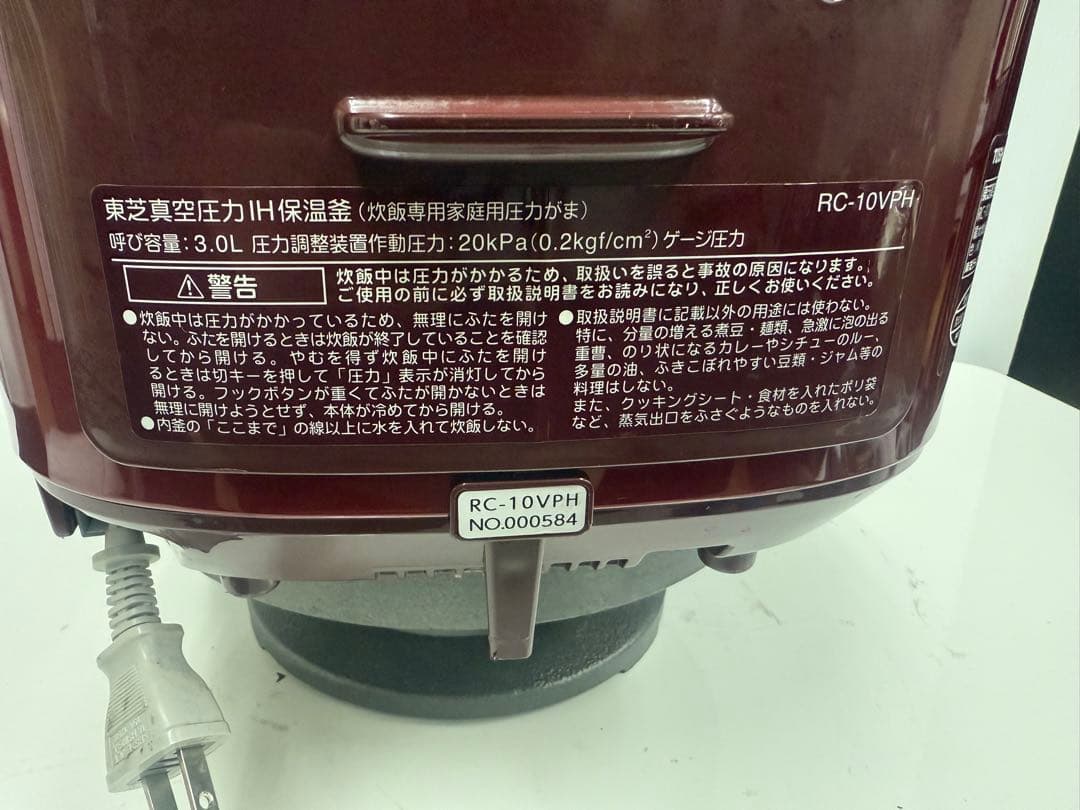 東芝真空圧力IH保温釜（炊飯専用家庭用圧力がま） RC-10VPH
呼び容量：3.0L 圧力調整装置作動圧力：20kPa（0.2kgf/cm²）ゲージ圧力
⚠警告
炊飯中は圧力がかかるため、取扱いを誤ると事故の原因になります。
ご使用の前に必ず取扱説明書をお読みになり、正しくお使いください。
●炊飯中は圧力がかかっているため、無理にふたを開け
ない。ふたを開けるときは炊飯が終了していることを確認
してから開ける。やむを得ず炊飯中にふたを開け
るときは切キーを押して「圧力」表示が消灯してから
開ける。フックボタンが重くてふたが開かないときは
無理に開けようとせず、本体が冷めてから開ける。
●内釜の「ここまで」の線以上に水を入れて炊飯しない。
●取扱説明書に記載以外の用途には使わない。
特に、分量の増える煮豆・麺類、急激に泡の出る
重曹、のり状になるカレーやシチューのルー、
多量の油、ふきこぼれやすい豆類・ジャム等の
料理はしない。
また、クッキングシート・食材を入れたポリ袋
など、蒸気出口をふさぐようなものを入れない。
RC-10VPH
NO.000584